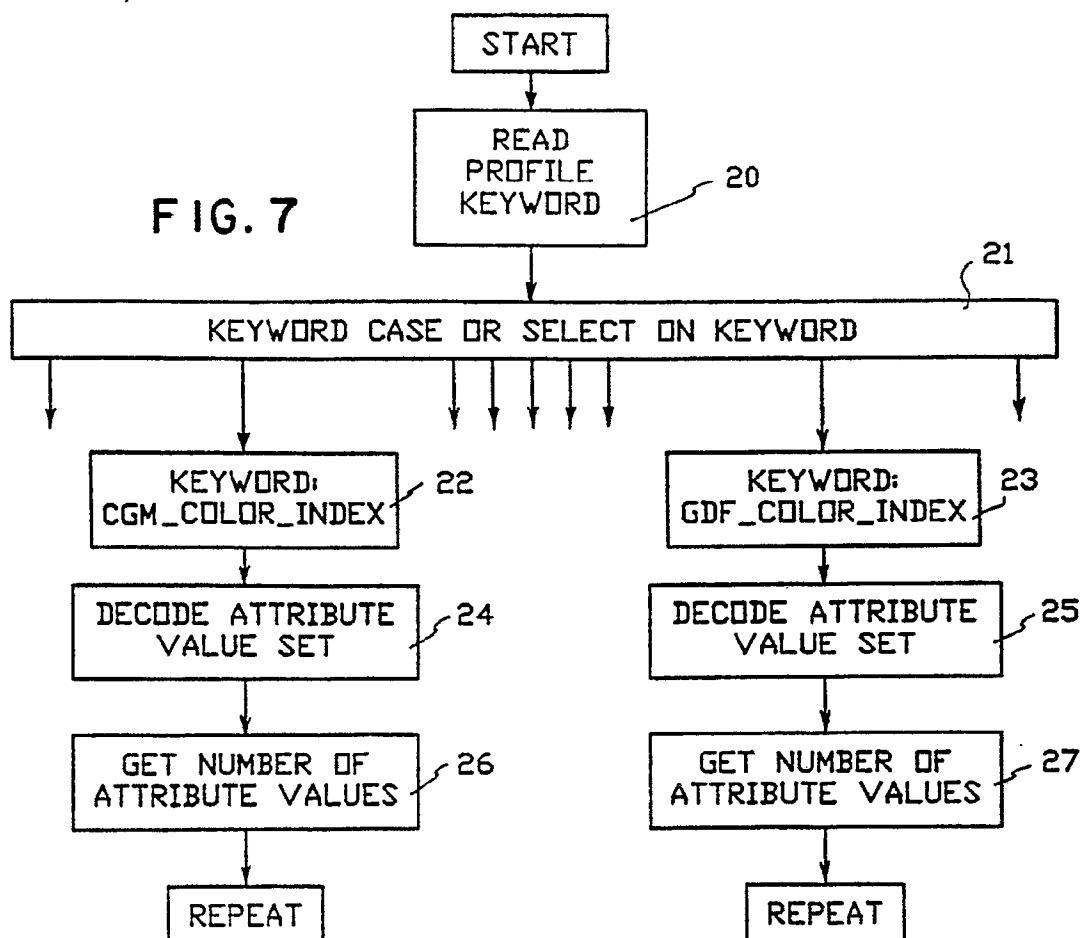 START
READ
PROFILE
KEYWORD
20
FIG. 7
21
KEYWORD CASE OR SELECT ON KEYWORD
KEYWORD:
CGM_COLOR_INDEX
22
KEYWORD:
GDF_COLOR_INDEX
23
DECODE ATTRIBUTE
VALUE SET
24
DECODE ATTRIBUTE
VALUE SET
25
GET NUMBER OF
ATTRIBUTE VALUES
26
GET NUMBER OF
ATTRIBUTE VALUES
27
REPEAT
REPEAT